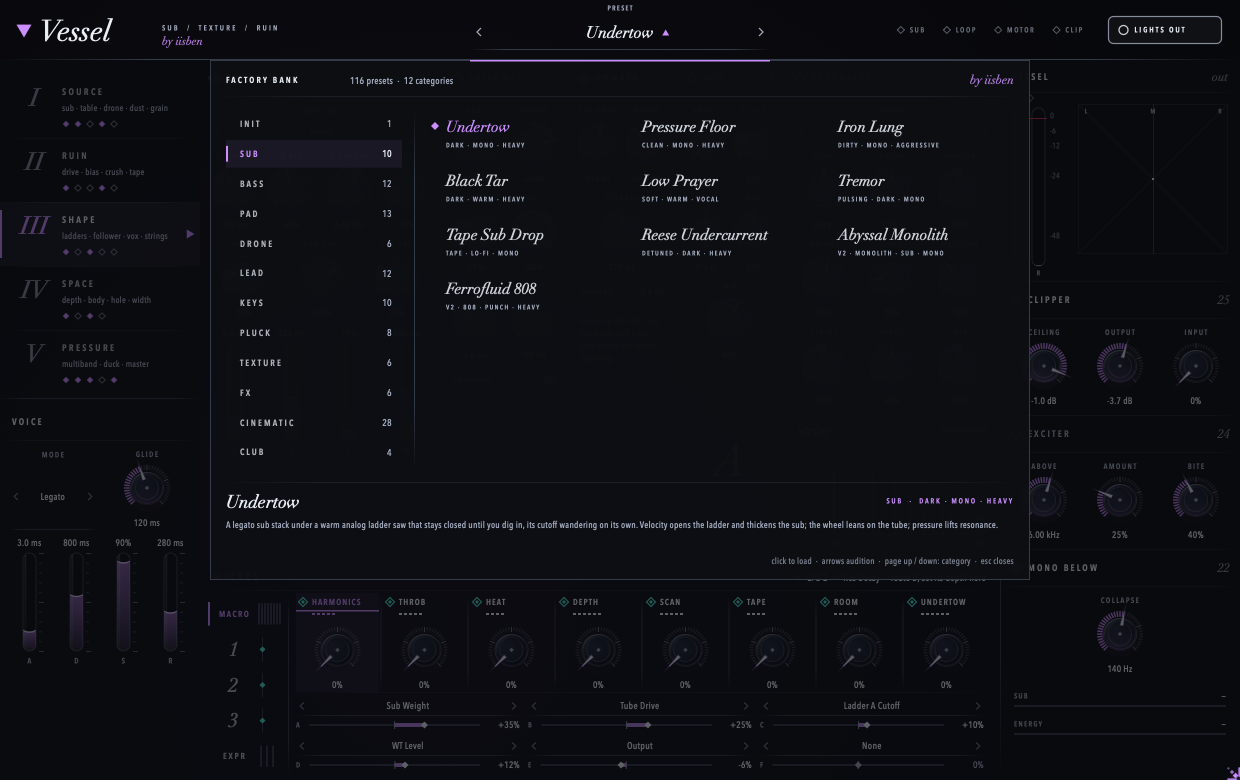 Vessel
SUB / TEXTURE / RUIN
by iisben
PRESET
Undertow
SUB LOOP MOTOR CLIP
LIGHTS OUT
I SOURCE
sub · table · drone · dust · grain
II RUIN
drive · bias · crush · tape
III SHAPE
ladders · follower · vox · strings
IV SPACE
depth · body · hole · width
V PRESSURE
multiband · duck · master
VOICE
MODE GLIDE
Legato
120 ms
3.0 ms 800 ms 90% 280 ms
A D S R
FACTORY BANK 116 presets · 12 categories by iisben
INIT 1
SUB 10
BASS 12
PAD 13
DRONE 6
LEAD 12
KEYS 10
PLUCK 8
TEXTURE 6
FX 6
CINEMATIC 28
CLUB 4
Undertow Pressure Floor Iron Lung
DARK · MONO · HEAVY CLEAN · MONO · HEAVY DIRTY · MONO · AGGRESSIVE
Black Tar Low Prayer Tremor
DARK · WARM · HEAVY SOFT · WARM · VOCAL PULSING · DARK · MONO
Tape Sub Drop Reese Undercurrent Abyssal Monolith
TAPE · LO-FI · MONO DETUNED · DARK · HEAVY V2 · MONOLITH · SUB · MONO
Ferrofluid 808
V2 · 808 · PUNCH · HEAVY
Undertow SUB · DARK · MONO · HEAVY
A legato sub stack under a warm analog ladder saw that stays closed until you dig in, its cutoff wandering on its own. Velocity opens the ladder and thickens the sub; the wheel leans on the tube; pressure lifts resonance.
click to load · arrows audition · page up / down: category · esc closes
SEL out
L M R
0
-6
-12
-24
-48
R
CLIPPER 25
CEILING OUTPUT INPUT
-1.0 dB -3.7 dB 0%
EXCITER 24
ABOVE AMOUNT BITE
.00 kHz 25% 40%
MONO BELOW 22
COLLAPSE
140 Hz
SUB –
ENERGY –
MACRO HARMONICS THROB HEAT DEPTH SCAN TAPE ROOM UNDERTOW
1
2
3
EXPR
0% 0% 0% 0% 0% 0% 0% 0%
Sub Weight Tube Drive Ladder A Cutoff
A +35% B +25% C +10%
WT Level Output None
D +12% E -6% F 0%